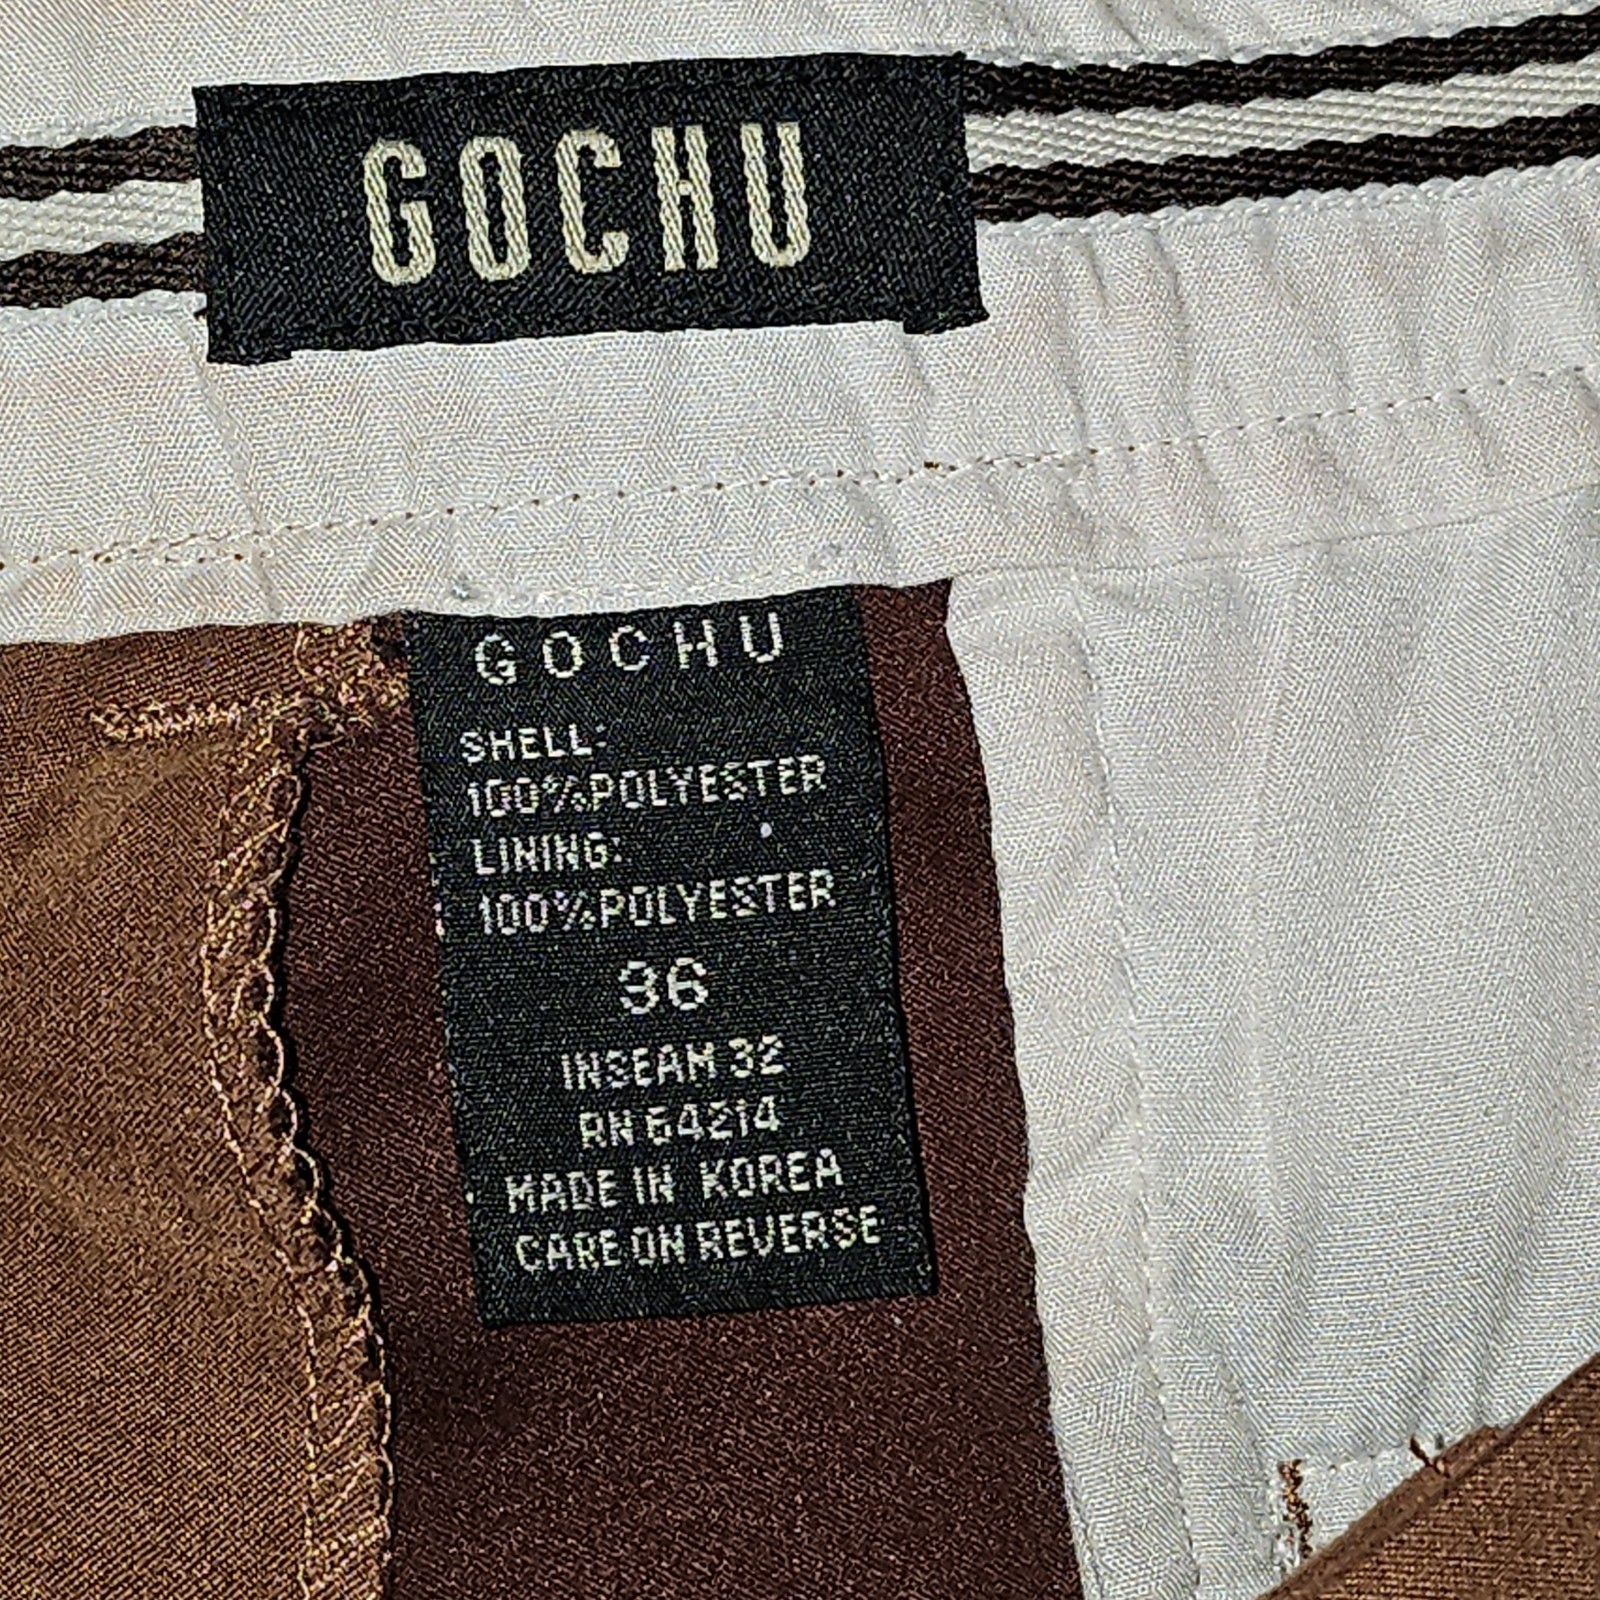 GOCHU
GOCHU
SHELL:
100%POLYESTER
LINING:
100%POLYESTER
36
INSEAM 32
RN 64214
MADE IN KOREA
CARE ON REVERSE